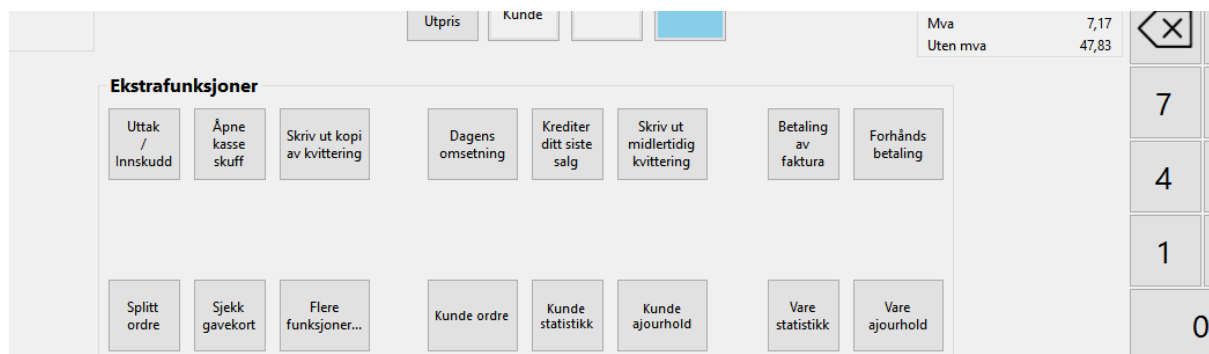 Utpris
Kunde
Mva 7,17
Uten mva 47,83
Ekstrafunksjoner
Uttak
/
Innskudd
Åpne
kasse
skuff
Skriv ut kopi
av kvittering
Dagens
omsetning
Krediter
ditt siste
salg
Skriv ut
midlertidig
kvittering
Betaling
av
faktura
Forhånds
betaling
7
4
1
0
Splitt
ordre
Sjekk
gavekort
Flere
funksjoner...
Kunde ordre
Kunde
statistikk
Kunde
ajourhold
Vare
statistikk
Vare
ajourhold